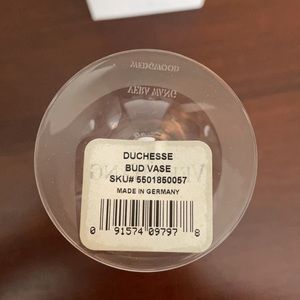 WEDGWOOD
VERA WANG
DUCHESSE
BUD VASE
SKU# 5501850057
MADE IN GERMANY
0 91574 09797 8